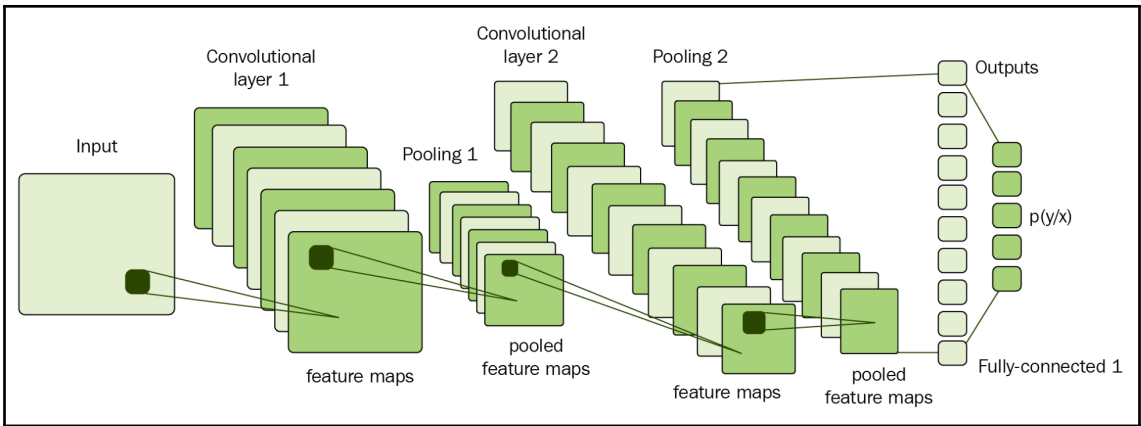 Convolutional
layer 1
Convolutional
layer 2
Pooling 2
Outputs
Input
Pooling 1
p(y/x)
pooled
feature maps
feature maps
feature maps
pooled
feature maps
Fully-connected 1